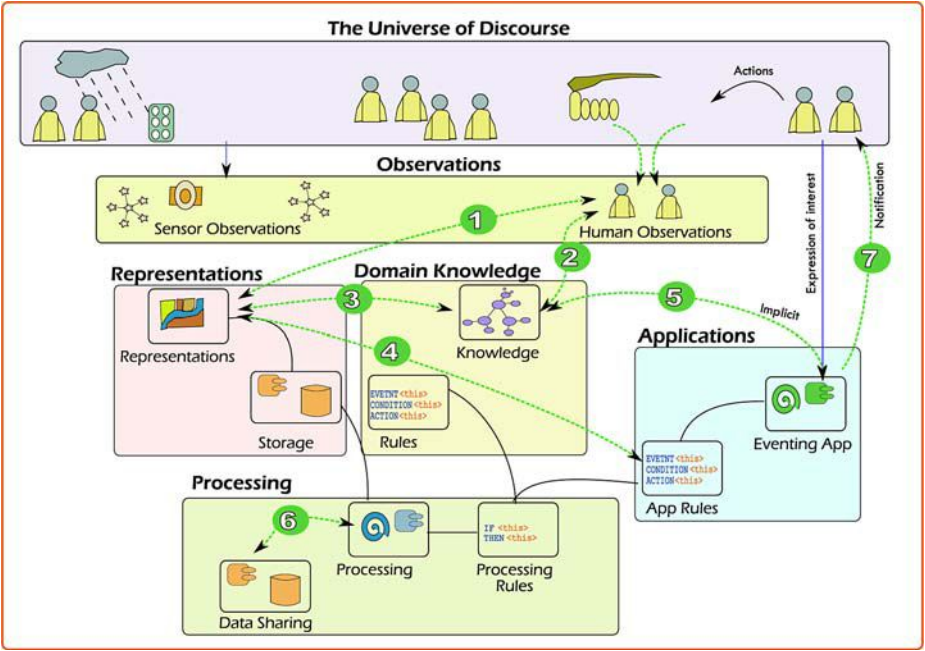 The Universe of Discourse
Actions
Observations
Sensor Observations
Human Observations
Expression of interest
Notification
1
2
7
Representations
Domain Knowledge
3
5
Implicit
Representations
Knowledge
4
Applications
EVETNT <this>
CONDITION <this>
ACTION <this>
Storage
Rules
Eventing App
EVETNT <this>
CONDITION <this>
ACTION <this>
App Rules
Processing
6
IF <this>
THEN <this>
Processing
Processing
Rules
Data Sharing